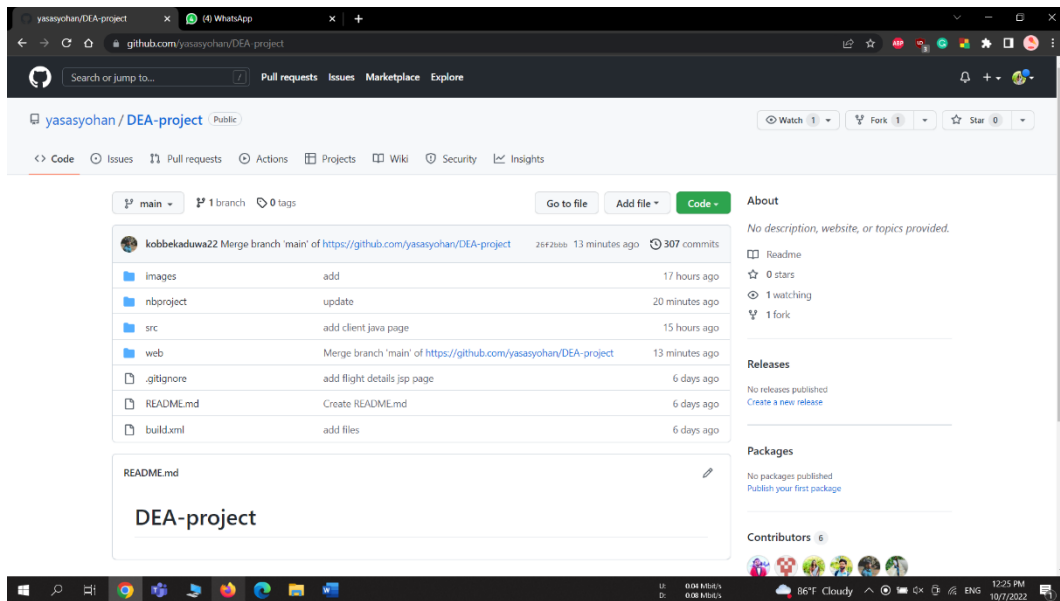 yasasyohan/DEA-project
(4) WhatsApp
github.com/yasasyohan/DEA-project
ABP
3
Search or jump to...
/
Pull requests Issues Marketplace Explore
yasasyohan / DEA-project Public
Watch 1
Fork 1
Star 0
<> Code
Issues
Pull requests
Actions
Projects
Wiki
Security
Insights
main
1 branch
0 tags
Go to file
Add file
Code
kobbekaduwa22 Merge branch 'main' of https://github.com/yasasyohan/DEA-project 26f2bbb 13 minutes ago 307 commits
images add 17 hours ago
nbproject update 20 minutes ago
src add client java page 15 hours ago
web Merge branch 'main' of https://github.com/yasasyohan/DEA-project 13 minutes ago
.gitignore add flight details jsp page 6 days ago
README.md Create README.md 6 days ago
build.xml add files 6 days ago
README.md
DEA-project
About
No description, website, or topics provided.
Readme
0 stars
1 watching
1 fork
Releases
No releases published
Create a new release
Packages
No packages published
Publish your first package
Contributors 6
U: 0.04 Mbit/s
D: 0.08 Mbit/s
86°F Cloudy
ENG
12:25 PM
10/7/2022
1